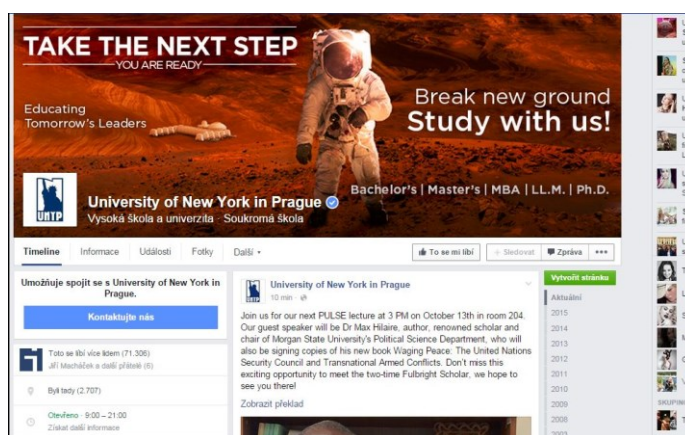 TAKE THE NEXT STEP
YOU ARE READY
Educating
Tomorrow's Leaders
Break new ground
Study with us!
Bachelor's | Master's | MBA | LL.M. | Ph.D.
UNYP
University of New York in Prague
Vysoká škola a univerzita · Soukromá škola
Timeline Informace Události Fotky Další
To se mi líbí + Sledovat Zpráva •••
Umožňuje spojit se s University of New York in
Prague.
Kontaktujte nás
Toto se líbí více lidem (71.306)
Jiří Macháček a další přátelé (6)
Byli tady (2.707)
Otevřeno · 9:00 – 21:00
Získat další informace
UNYP
University of New York in Prague
10 min ·
Join us for our next PULSE lecture at 3 PM on October 13th in room 204.
Our guest speaker will be Dr Max Hilaire, author, renowned scholar and
chair of Morgan State University's Political Science Department, who will
also be signing copies of his new book Waging Peace: The United Nations
Security Council and Transnational Armed Conflicts. Don't miss this
exciting opportunity to meet the two-time Fulbright Scholar, we hope to
see you there!
Zobrazit překlad
Vytvořit stránku
Aktuální
2015
2014
2013
2012
2011
2010
2009
2008
SKUPIN